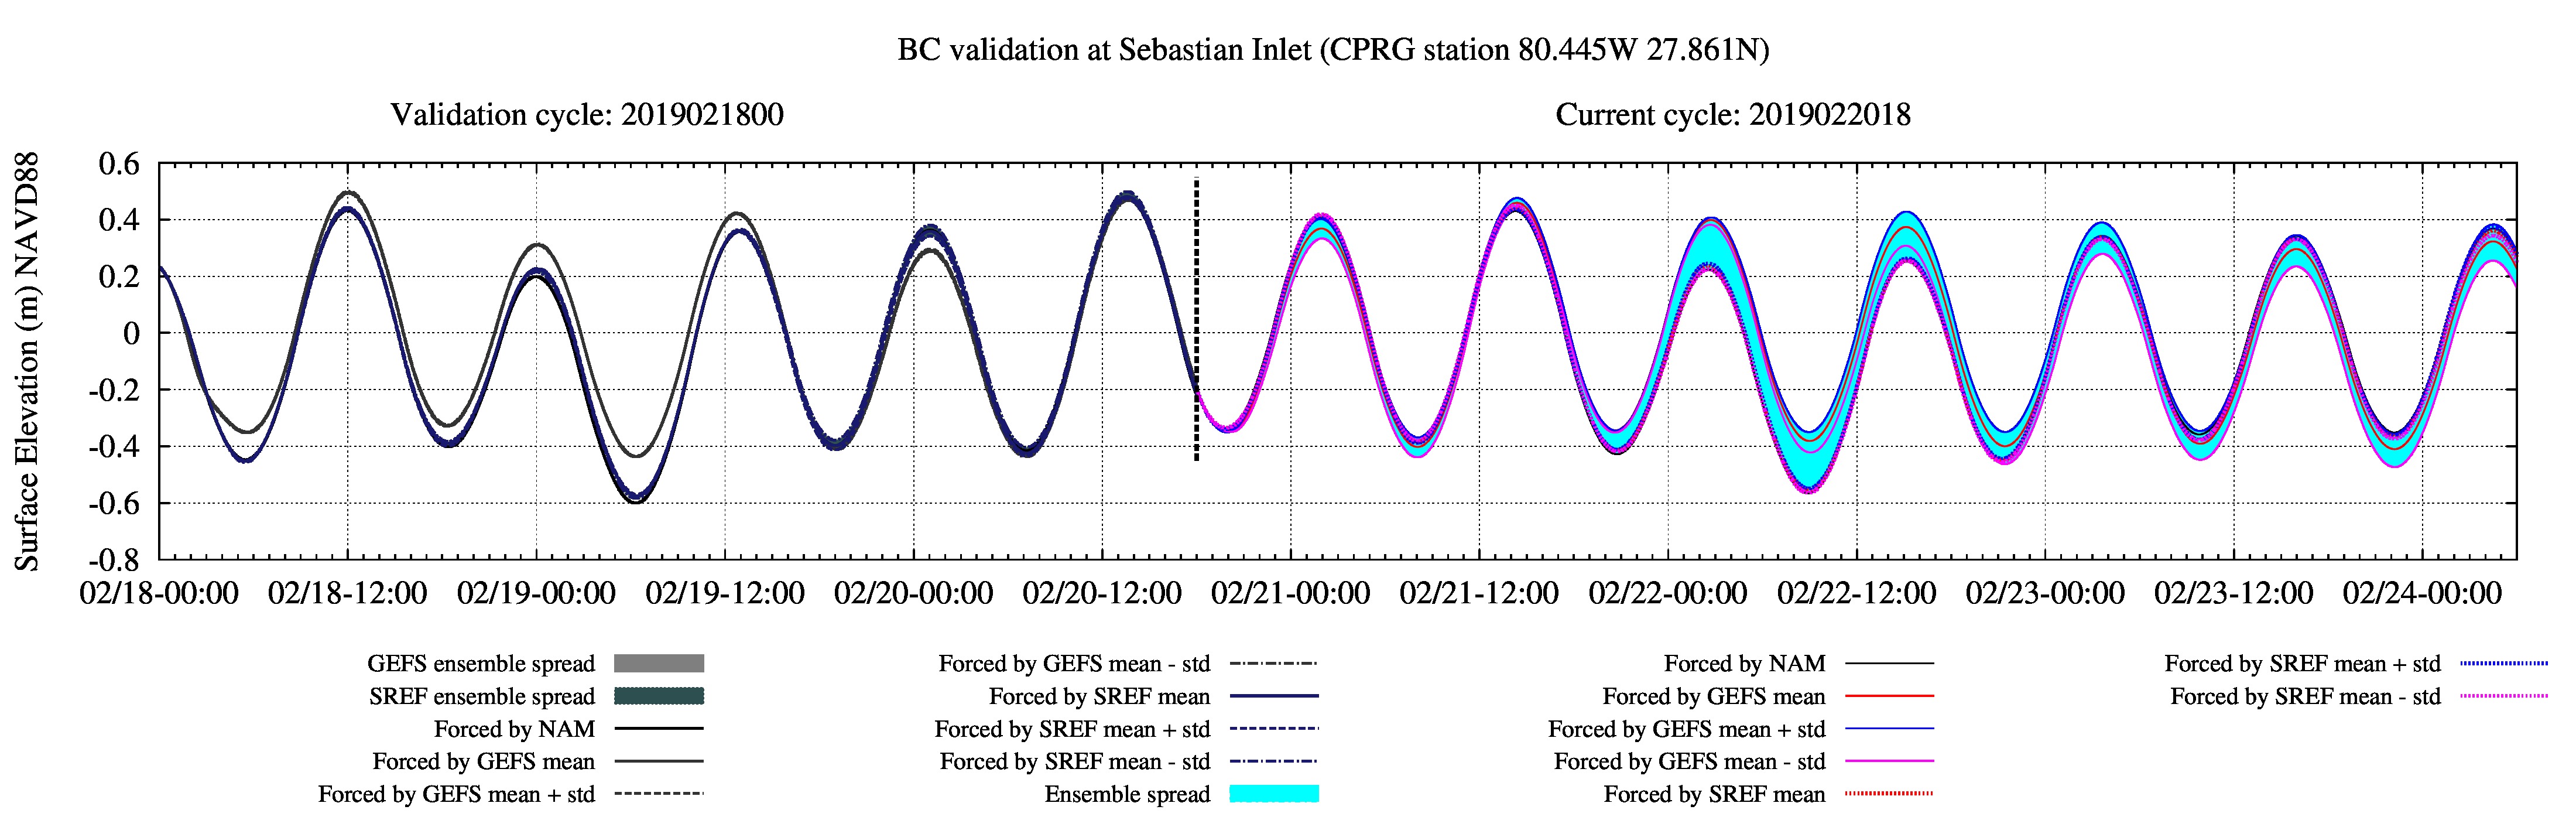 BC validation at Sebastian Inlet (CPRG station 80.445W 27.861N)
Validation cycle: 2019021800
Current cycle: 2019022018
Surface Elevation (m) NAVD88
0.6
0.4
0.2
0
-0.2
-0.4
-0.6
-0.8
02/18-00:00 02/18-12:00 02/19-00:00 02/19-12:00 02/20-00:00 02/20-12:00 02/21-00:00 02/21-12:00 02/22-00:00 02/22-12:00 02/23-00:00 02/23-12:00 02/24-00:00
GEFS ensemble spread
SREF ensemble spread
Forced by NAM
Forced by GEFS mean
Forced by GEFS mean + std
Forced by GEFS mean - std
Forced by SREF mean
Forced by SREF mean + std
Forced by SREF mean - std
Ensemble spread
Forced by NAM
Forced by GEFS mean
Forced by GEFS mean + std
Forced by GEFS mean - std
Forced by SREF mean
Forced by SREF mean + std
Forced by SREF mean - std